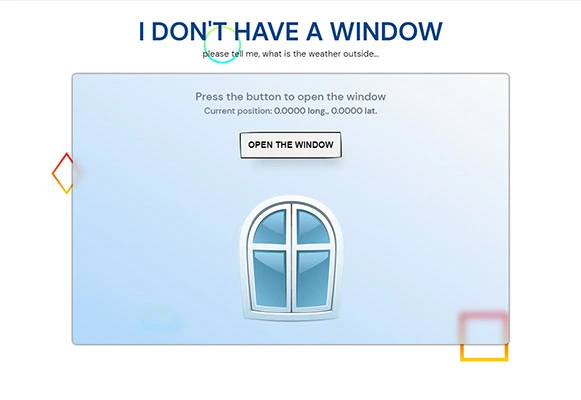 I DON'T HAVE A WINDOW
please tell me, what is the weather outside...
Press the button to open the window
Current position: 0.0000 long., 0.0000 lat.
OPEN THE WINDOW